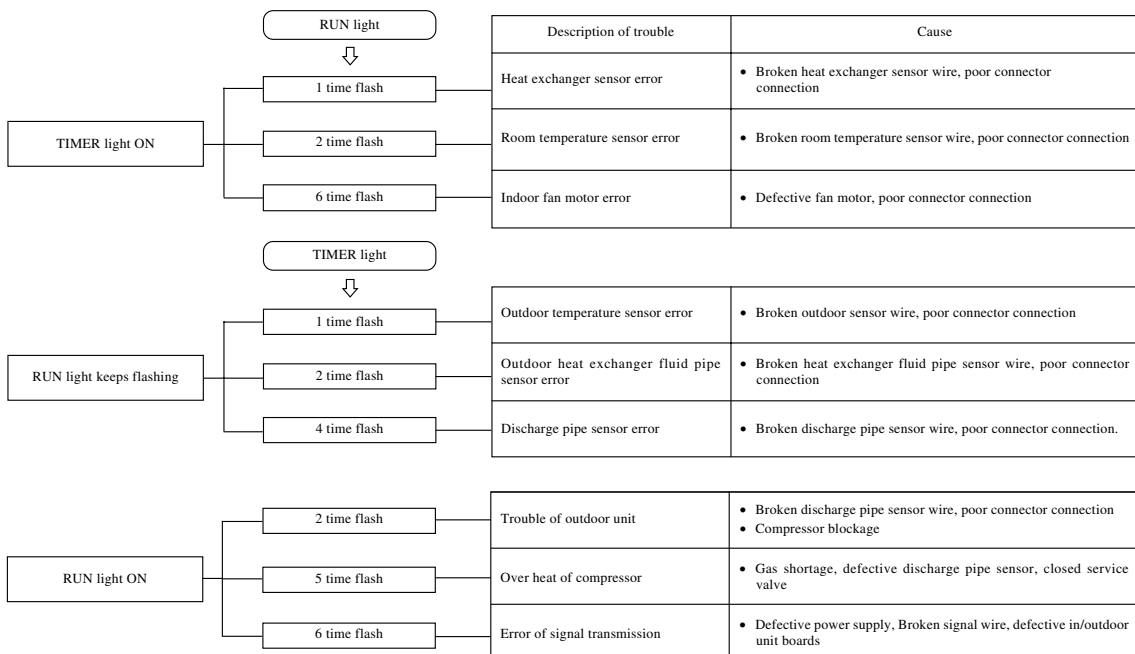 RUN light
Description of trouble
Cause
TIMER light ON
1 time flash
Heat exchanger sensor error
• Broken heat exchanger sensor wire, poor connector
connection
2 time flash
Room temperature sensor error
• Broken room temperature sensor wire, poor connector connection
6 time flash
Indoor fan motor error
• Defective fan motor, poor connector connection
TIMER light
RUN light keeps flashing
1 time flash
Outdoor temperature sensor error
• Broken outdoor sensor wire, poor connector connection
2 time flash
Outdoor heat exchanger fluid pipe
sensor error
• Broken heat exchanger fluid pipe sensor wire, poor connector
connection
4 time flash
Discharge pipe sensor error
• Broken discharge pipe sensor wire, poor connector connection.
RUN light ON
2 time flash
Trouble of outdoor unit
• Broken discharge pipe sensor wire, poor connector connection
• Compressor blockage
5 time flash
Over heat of compressor
• Gas shortage, defective discharge pipe sensor, closed service
valve
6 time flash
Error of signal transmission
• Defective power supply, Broken signal wire, defective in/outdoor
unit boards